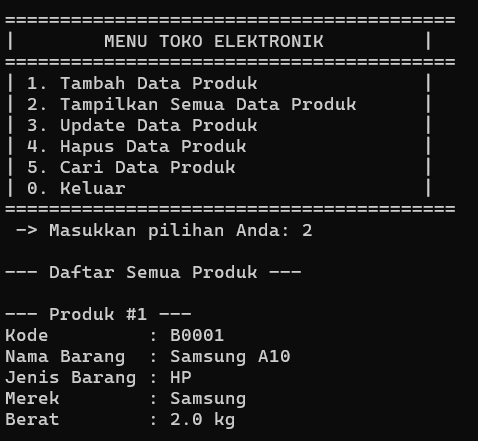 =========================================
|        MENU TOKO ELEKTRONIK         |
=========================================
| 1. Tambah Data Produk               |
| 2. Tampilkan Semua Data Produk      |
| 3. Update Data Produk               |
| 4. Hapus Data Produk                |
| 5. Cari Data Produk                 |
| 0. Keluar                           |
=========================================
 -> Masukkan pilihan Anda: 2
--- Daftar Semua Produk ---
--- Produk #1 ---
Kode         : B0001
Nama Barang  : Samsung A10
Jenis Barang : HP
Merek        : Samsung
Berat        : 2.0 kg